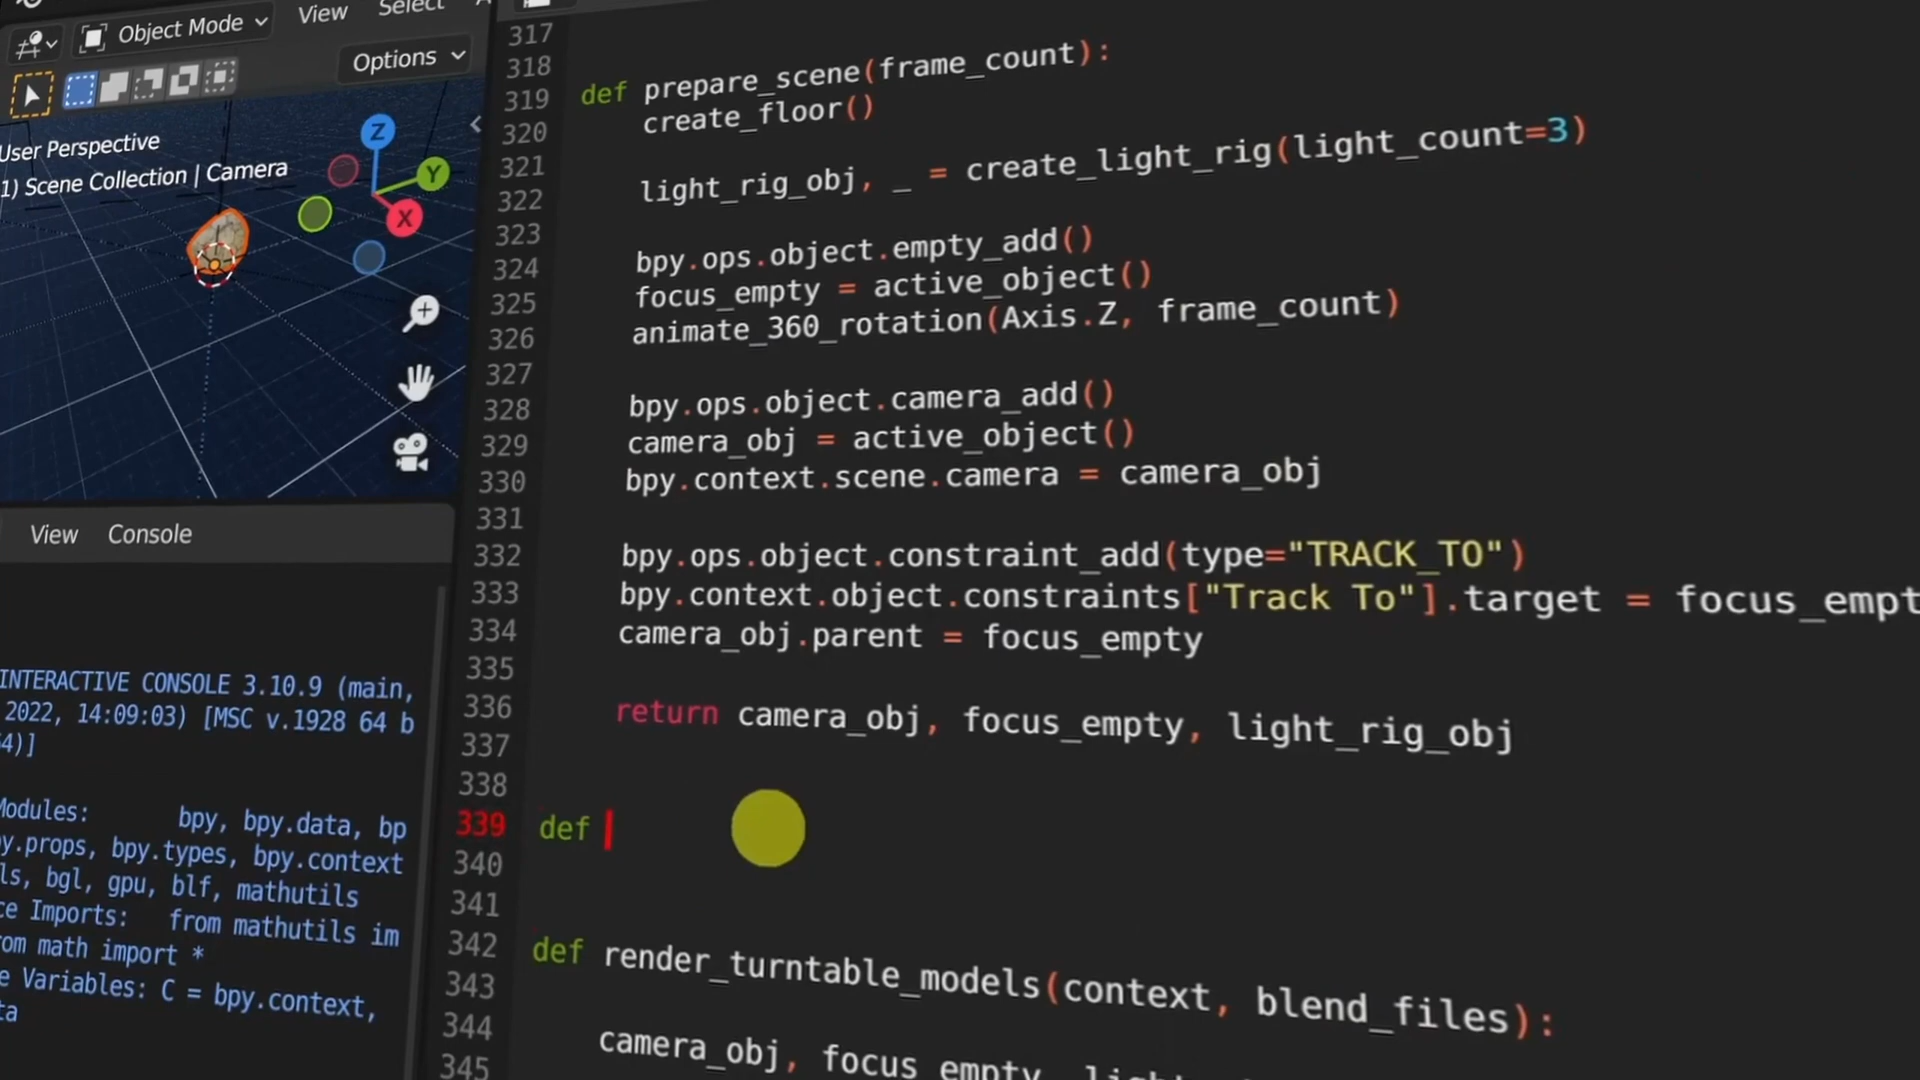 Object Mode
View
Select
Options
User Perspective
1) Scene Collection | Camera
Z
Y
X
View
Console
INTERACTIVE CONSOLE 3.10.9 (main,
2022, 14:09:03) [MSC v.1928 64 b
4)]
Modules: bpy, bpy.data, bp
y.props, bpy.types, bpy.context
ls, bgl, gpu, blf, mathutils
ce Imports: from mathutils im
om math import *
e Variables: C = bpy.context,
ta
317
318
319 def prepare_scene(frame_count):
320 create_floor()
321
322 light_rig_obj, _ = create_light_rig(light_count=3)
323
324 bpy.ops.object.empty_add()
325 focus_empty = active_object()
326 animate_360_rotation(Axis.Z, frame_count)
327
328 bpy.ops.object.camera_add()
329 camera_obj = active_object()
330 bpy.context.scene.camera = camera_obj
331
332 bpy.ops.object.constraint_add(type="TRACK_TO")
333 bpy.context.object.constraints["Track To"].target = focus_empt
334 camera_obj.parent = focus_empty
335
336 return camera_obj, focus_empty, light_rig_obj
337
338
339 def
340
341
342 def render_turntable_models(context, blend_files):
343
344 camera_obj, focus_empty,
345